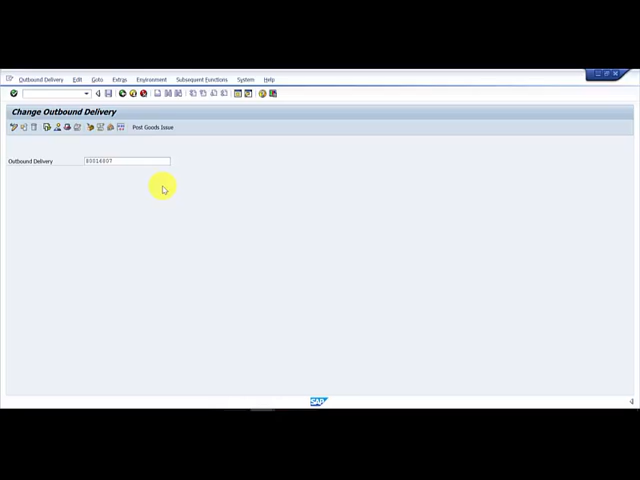 Outbound Delivery Edit Goto Extras Environment Subsequent Functions System Help
Change Outbound Delivery
Post Goods Issue
Outbound Delivery 80016807
SAP